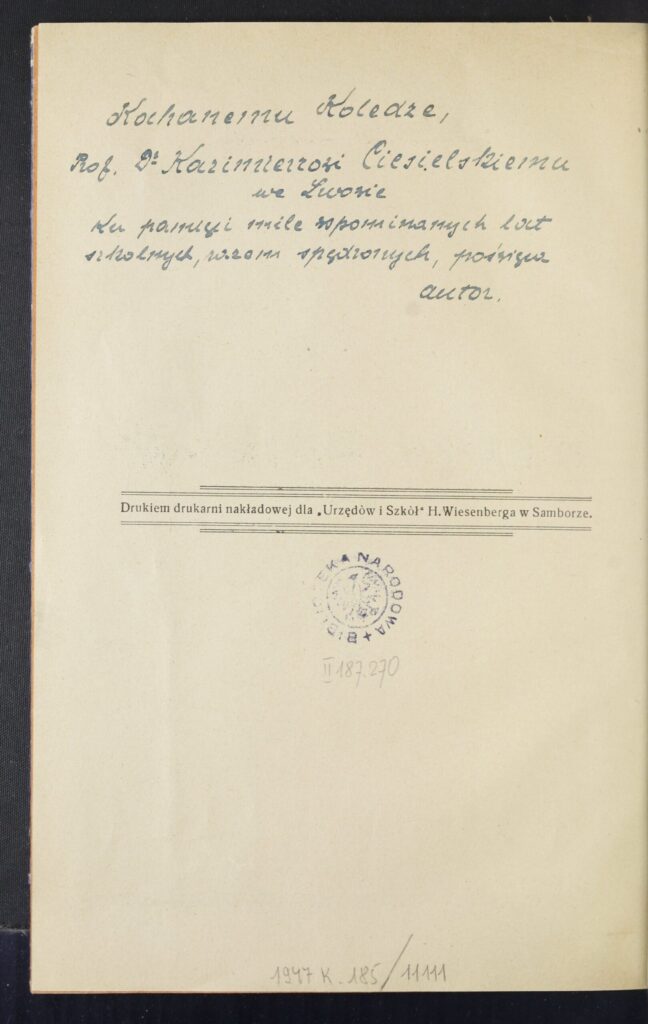 Kochanemu Koledze,
Prof. Dr Kazimierzowi Ciesielskiemu
we Lwowie
ku pamięci mile wspominanych lat
szkolnych, razem spędzonych, poświęca
autor.
Drukiem drukarni nakładowej dla „Urzędów i Szkół“ H. Wiesenberga w Samborze.
BIBLIOTEKA NARODOWA
II 187.270
1947 K. 185/11111